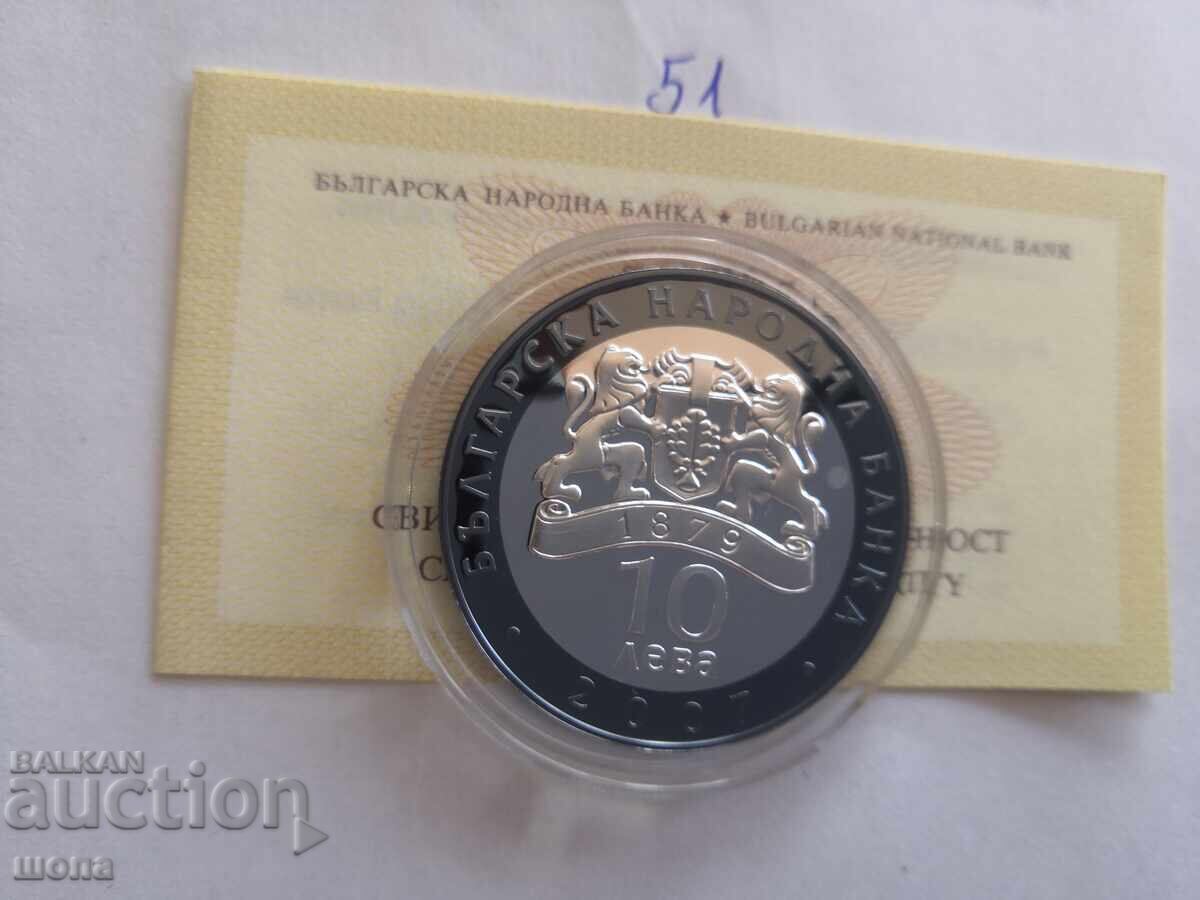 51
БЪЛГАРСКА НАРОДНА БАНКА ★ BULGARIAN NATIONAL BANK
БЪЛГАРСКА НАРОДНА БАНКА
1879
10
лева
· 2007 ·
BALKAN
auction
шопа